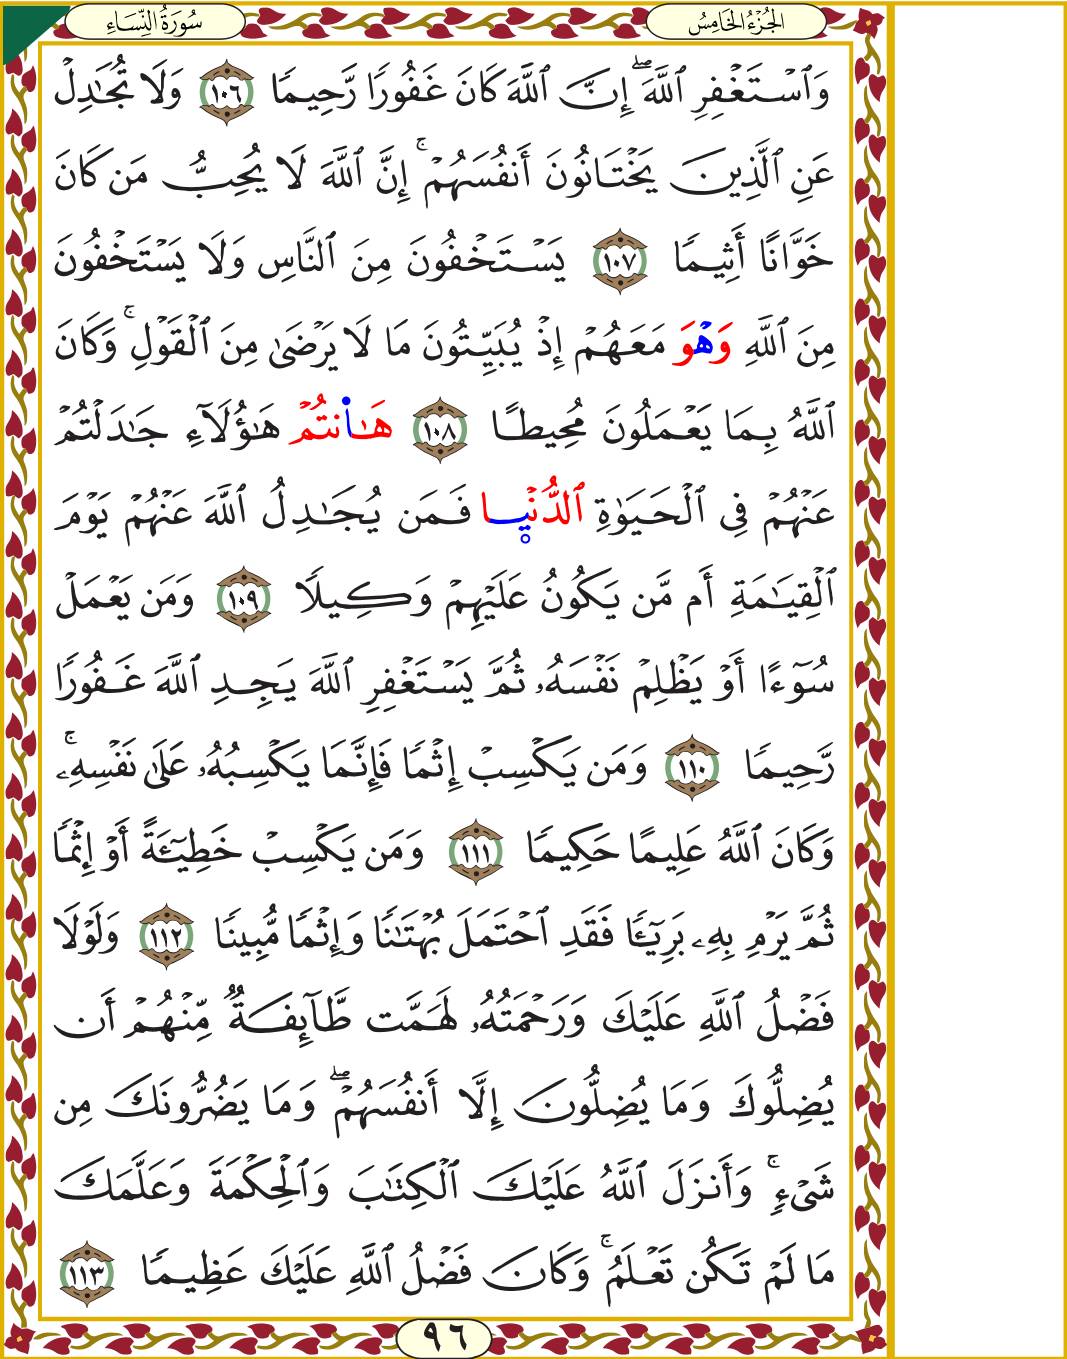 سُورَةُ النِّسَاءِ
الجُزْءُ الخَامِسُ
وَٱسۡتَغۡفِرِ ٱللَّهَۖ إِنَّ ٱللَّهَ كَانَ غَفُورٗا رَّحِيمٗا ١٠٦ وَلَا تُجَٰدِلۡ
عَنِ ٱلَّذِينَ يَخۡتَانُونَ أَنفُسَهُمۡۚ إِنَّ ٱللَّهَ لَا يُحِبُّ مَن كَانَ
خَوَّانًا أَثِيمٗا ١٠٧ يَسۡتَخۡفُونَ مِنَ ٱلنَّاسِ وَلَا يَسۡتَخۡفُونَ
مِنَ ٱللَّهِ وَهۡوَ مَعَهُمۡ إِذۡ يُبَيِّتُونَ مَا لَا يَرۡضَىٰ مِنَ ٱلۡقَوۡلِۚ وَكَانَ
ٱللَّهُ بِمَا يَعۡمَلُونَ مُحِيطًا ١٠٨ هَٰا۬نتُمۡ هَٰٓؤُلَآءِ جَٰدَلۡتُمۡ
عَنۡهُمۡ فِي ٱلۡحَيَوٰةِ ٱلدُّنۡيٜا فَمَن يُجَٰدِلُ ٱللَّهَ عَنۡهُمۡ يَوۡمَ
ٱلۡقِيَٰمَةِ أَم مَّن يَكُونُ عَلَيۡهِمۡ وَكِيلٗا ١٠٩ وَمَن يَعۡمَلۡ
سُوٓءًا أَوۡ يَظۡلِمۡ نَفۡسَهُۥ ثُمَّ يَسۡتَغۡفِرِ ٱللَّهَ يَجِدِ ٱللَّهَ غَفُورٗا
رَّحِيمٗا ١١٠ وَمَن يَكۡسِبۡ إِثۡمٗا فَإِنَّمَا يَكۡسِبُهُۥ عَلَىٰ نَفۡسِهِۦۚ
وَكَانَ ٱللَّهُ عَلِيمًا حَكِيمٗا ١١١ وَمَن يَكۡسِبۡ خَطِيٓـَٔةً أَوۡ إِثۡمٗا
ثُمَّ يَرۡمِ بِهِۦ بَرِيٓـٔٗا فَقَدِ ٱحۡتَمَلَ بُهۡتَٰنٗا وَإِثۡمٗا مُّبِينٗا ١١٢ وَلَوۡلَا
فَضۡلُ ٱللَّهِ عَلَيۡكَ وَرَحۡمَتُهُۥ لَهَمَّت طَّآئِفَةٞ مِّنۡهُمۡ أَن
يُضِلُّوكَ وَمَا يُضِلُّونَ إِلَّآ أَنفُسَهُمۡۖ وَمَا يَضُرُّونَكَ مِن
شَيۡءٖۚ وَأَنزَلَ ٱللَّهُ عَلَيۡكَ ٱلۡكِتَٰبَ وَٱلۡحِكۡمَةَ وَعَلَّمَكَ
مَا لَمۡ تَكُن تَعۡلَمُۚ وَكَانَ فَضۡلُ ٱللَّهِ عَلَيۡكَ عَظِيمٗا ١١٣
٩٦